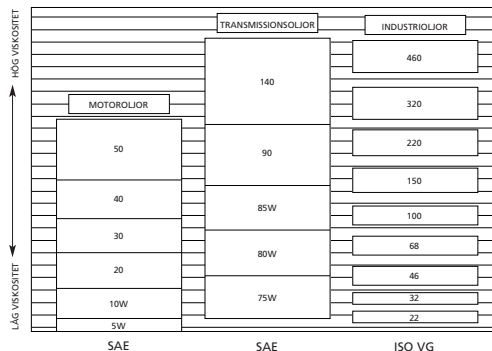 HÖG VISKOSITET
LÅG VISKOSITET
MOTOROLJOR
50
40
30
20
10W
5W
SAE
TRANSMISSIONSOLJOR
140
90
85W
80W
75W
SAE
INDUSTRIOLJOR
460
320
220
150
100
68
46
32
22
ISO VG